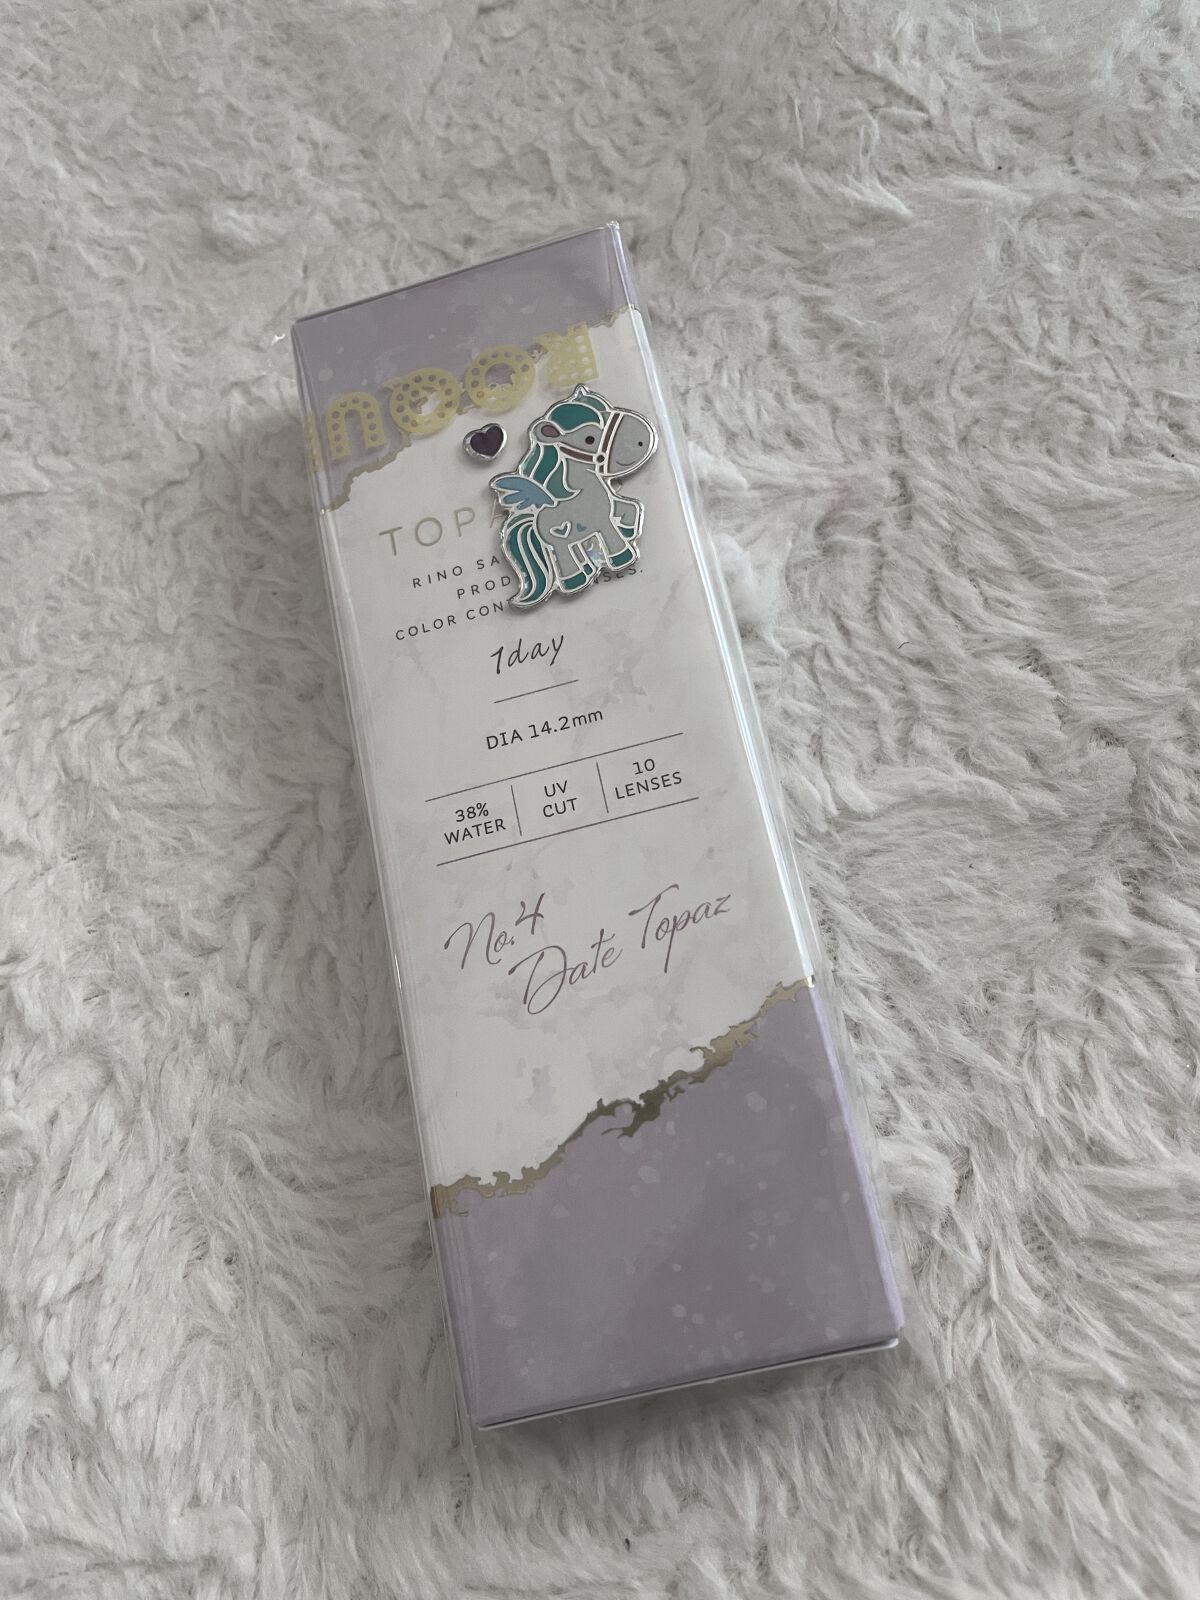 TOPA
RINO SA
PROD SES.
COLOR CON
1day
DIA 14.2mm
38%
WATER
UV
CUT
10
LENSES
No.4
Date Topaz